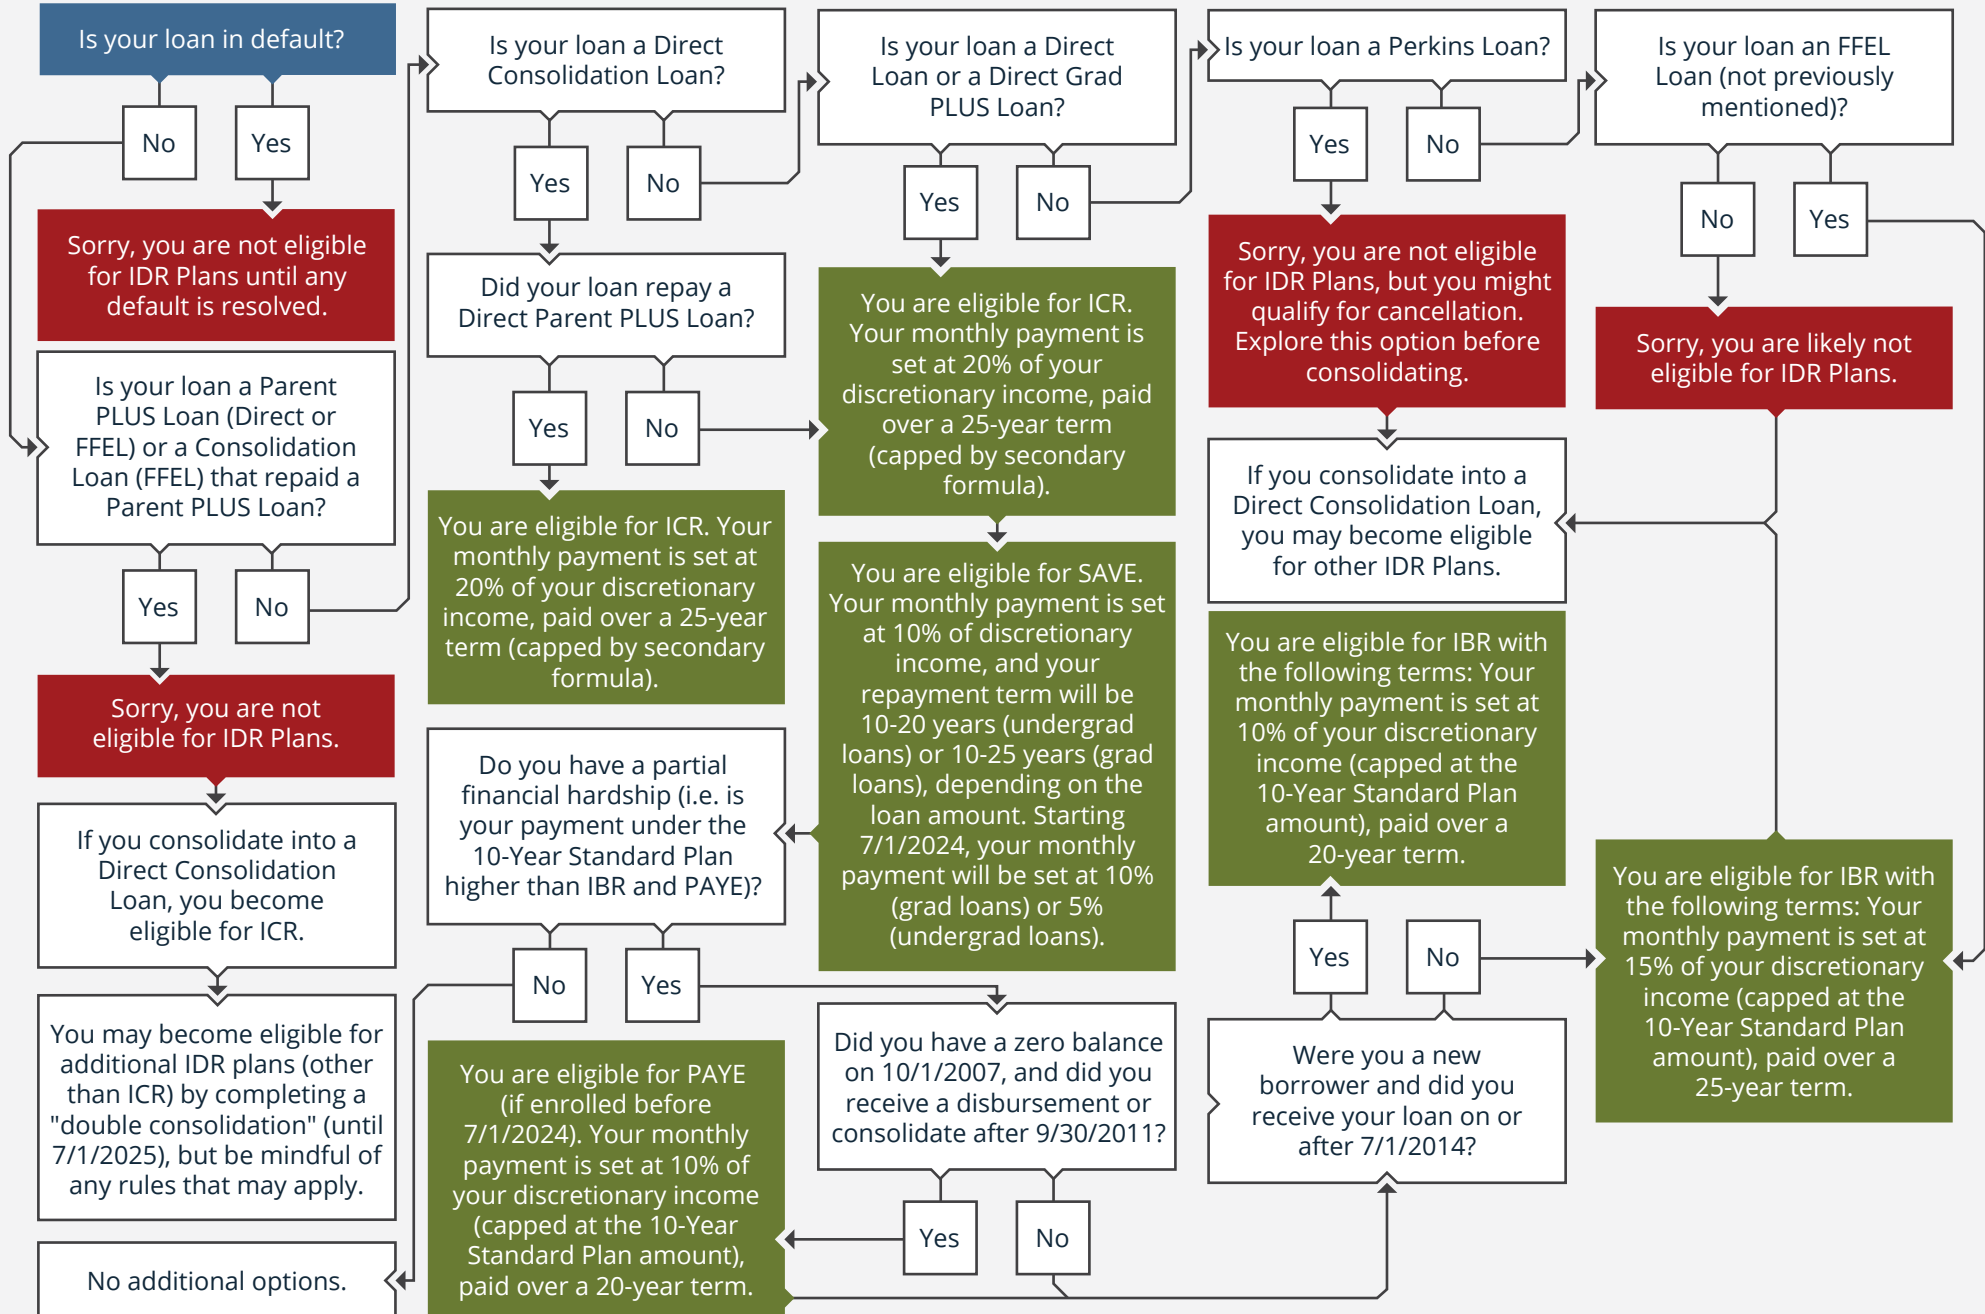 Is your loan in default?
No
Yes
Sorry, you are not eligible
for IDR Plans until any
default is resolved.
Is your loan a Parent
PLUS Loan (Direct or
FFEL) or a Consolidation
Loan (FFEL) that repaid a
Parent PLUS Loan?
Yes
No
Sorry, you are not
eligible for IDR Plans.
If you consolidate into a
Direct Consolidation
Loan, you become
eligible for ICR.
You may become eligible for
additional IDR plans (other
than ICR) by completing a
"double consolidation" (until
7/1/2025), but be mindful of
any rules that may apply.
No additional options.
Is your loan a Direct
Consolidation Loan?
Yes
No
Did your loan repay a
Direct Parent PLUS Loan?
Yes
No
You are eligible for ICR. Your
monthly payment is set at
20% of your discretionary
income, paid over a 25-year
term (capped by secondary
formula).
Do you have a partial
financial hardship (i.e. is
your payment under the
10-Year Standard Plan
higher than IBR and PAYE)?
No
Yes
You are eligible for PAYE
(if enrolled before
7/1/2024). Your monthly
payment is set at 10% of
your discretionary income
(capped at the 10-Year
Standard Plan amount),
paid over a 20-year term.
Is your loan a Direct
Loan or a Direct Grad
PLUS Loan?
Yes
No
You are eligible for ICR.
Your monthly payment is
set at 20% of your
discretionary income, paid
over a 25-year term
(capped by secondary
formula).
You are eligible for SAVE.
Your monthly payment is set
at 10% of discretionary
income, and your
repayment term will be
10-20 years (undergrad
loans) or 10-25 years (grad
loans), depending on the
loan amount. Starting
7/1/2024, your monthly
payment will be set at 10%
(grad loans) or 5%
(undergrad loans).
Did you have a zero balance
on 10/1/2007, and did you
receive a disbursement or
consolidate after 9/30/2011?
Yes
No
Is your loan a Perkins Loan?
Yes
No
Sorry, you are not eligible
for IDR Plans, but you might
qualify for cancellation.
Explore this option before
consolidating.
If you consolidate into a
Direct Consolidation Loan,
you may become eligible
for other IDR Plans.
You are eligible for IBR with
the following terms: Your
monthly payment is set at
10% of your discretionary
income (capped at the
10-Year Standard Plan
amount), paid over a
20-year term.
Yes
No
Were you a new
borrower and did you
receive your loan on or
after 7/1/2014?
Is your loan an FFEL
Loan (not previously
mentioned)?
No
Yes
Sorry, you are likely not
eligible for IDR Plans.
You are eligible for IBR with
the following terms: Your
monthly payment is set at
15% of your discretionary
income (capped at the
10-Year Standard Plan
amount), paid over a
25-year term.